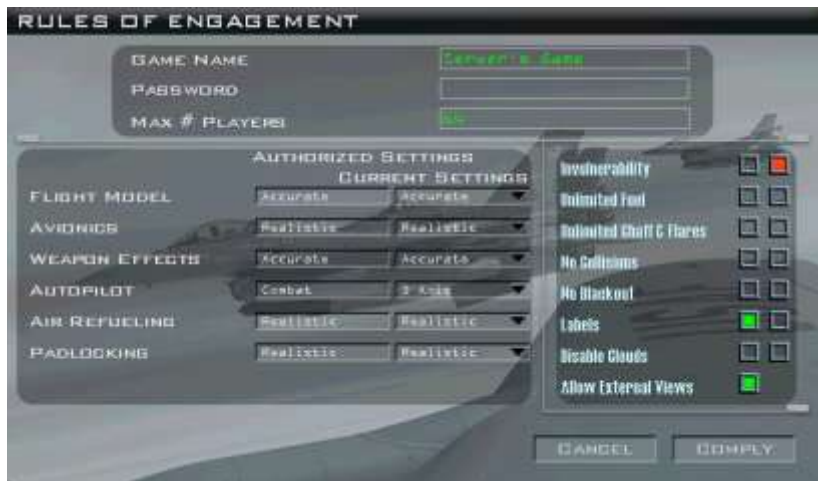 RULES OF ENGAGEMENT
GAME NAME Server's Game
PASSWORD
MAX # PLAYERS
AUTHORIZED SETTINGS
CURRENT SETTINGS
FLIGHT MODEL Accurate Accurate
AVIONICS Realistic Realistic
WEAPON EFFECTS Accurate Accurate
AUTOPILOT Combat 3 Axis
AIR REFUELING Realistic Realistic
PADLOCKING Realistic Realistic
Invulnerability
Unlimited Fuel
Unlimited Chaff & Flares
No Collisions
No Blackout
Labels
Disable Clouds
Allow External Views
CANCEL COMPLY